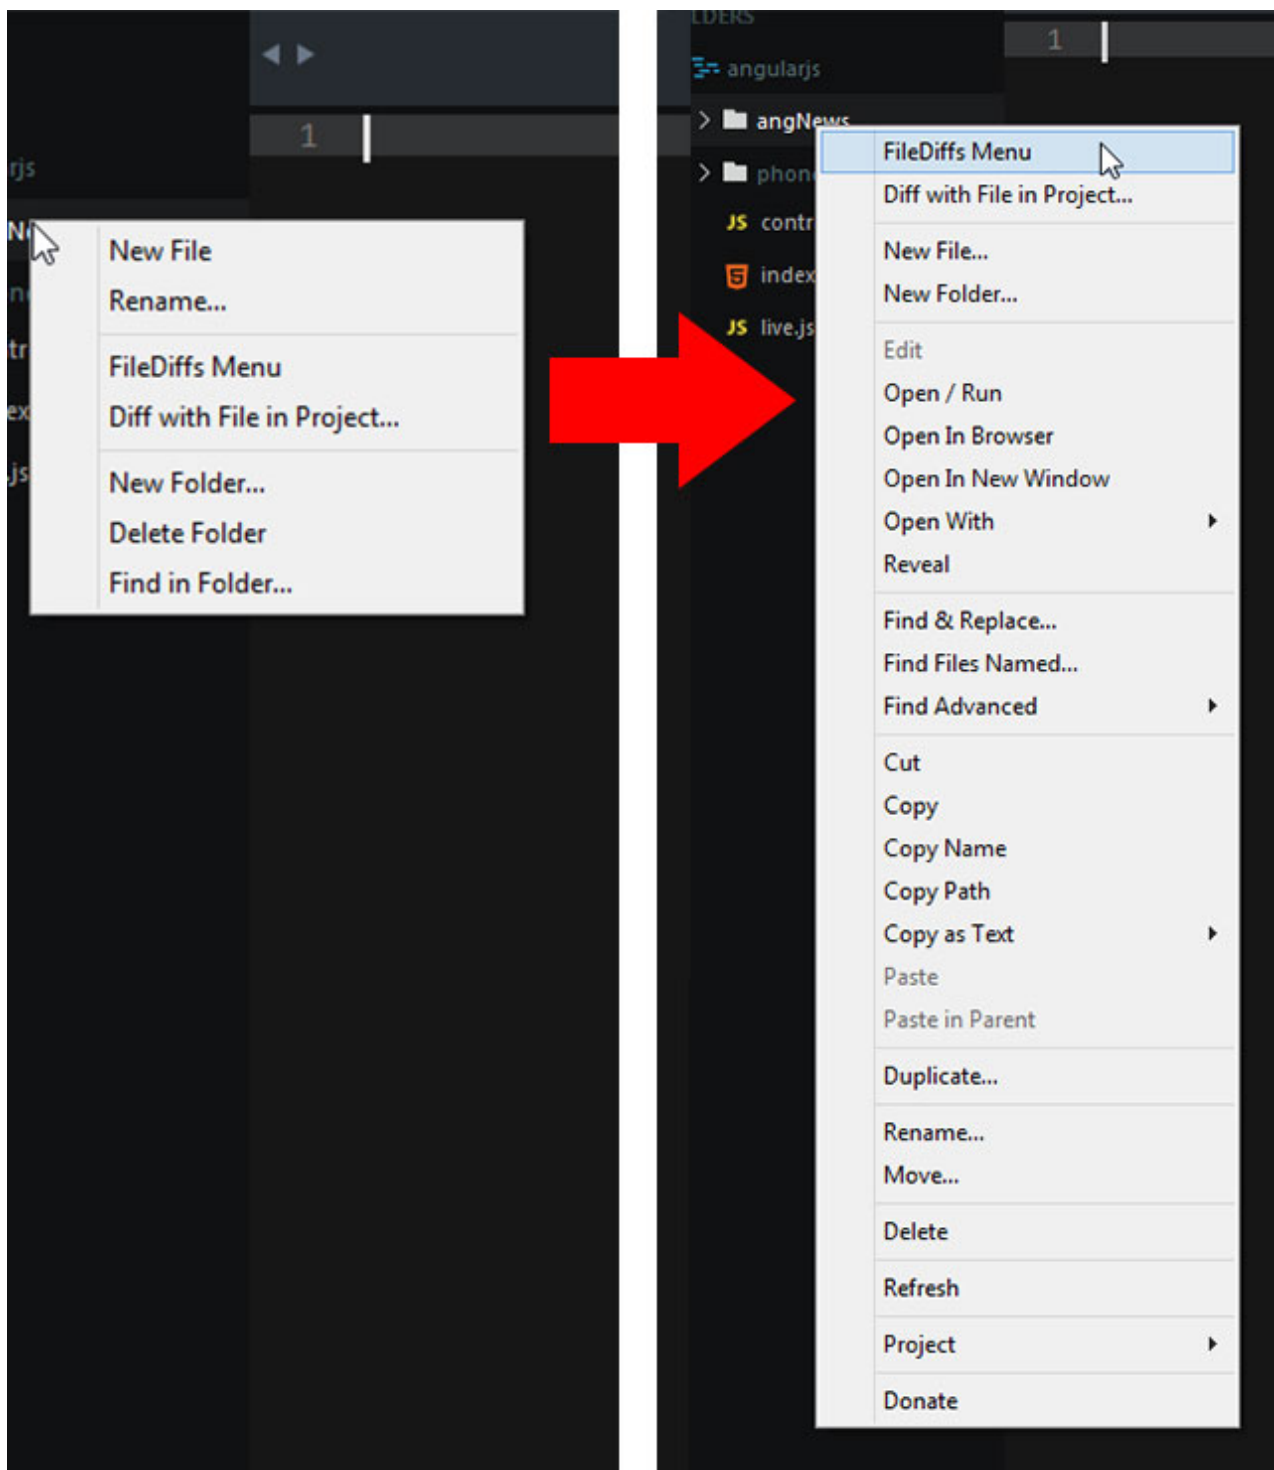 1
rjs
New File
Rename...
FileDiffs Menu
Diff with File in Project...
New Folder...
Delete Folder
Find in Folder...
.js
LDERS
1
angularjs
angNews
phon
JS contr
index
JS live.js
FileDiffs Menu
Diff with File in Project...
New File...
New Folder...
Edit
Open / Run
Open In Browser
Open In New Window
Open With
Reveal
Find & Replace...
Find Files Named...
Find Advanced
Cut
Copy
Copy Name
Copy Path
Copy as Text
Paste
Paste in Parent
Duplicate...
Rename...
Move...
Delete
Refresh
Project
Donate